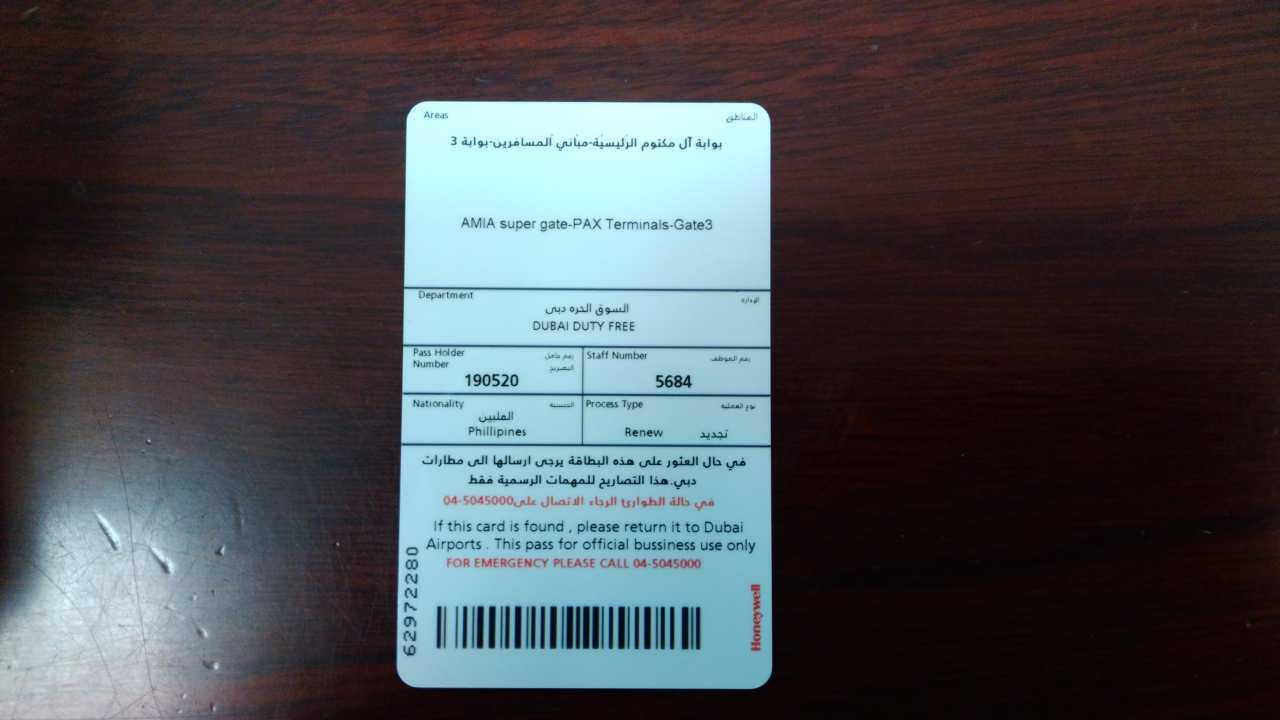 Areas المناطق
بوابة آل مكتوم الرئيسية-مباني المسافرين-بوابة 3
AMIA super gate-PAX Terminals-Gate3
Department الإدارة
السوق الحره دبى
DUBAI DUTY FREE
Pass Holder Number رقم حامل التصريح
190520
Staff Number رقم الموظف
5684
Nationality الجنسية
الفلبين
Phillipines
Process Type نوع العملية
Renew تجديد
في حال العثور على هذه البطاقة يرجى ارسالها الى مطارات
دبي.هذا التصاريح للمهمات الرسمية فقط
في حالة الطوارئ الرجاء الاتصال على04-5045000
If this card is found , please return it to Dubai
Airports . This pass for official bussiness use only
FOR EMERGENCY PLEASE CALL 04-5045000
62972280
Honeywell